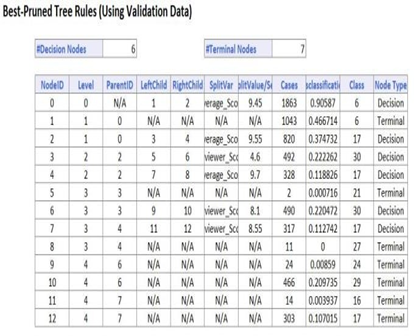 Best-Pruned Tree Rules (Using Validation Data)
#Decision Nodes 6 #Terminal Nodes 7
NodeID Level ParentID LeftChild RightChild SplitVar plitValue/Se Cases sclassificati Class Node Type
0 0 N/A 1 2 verage_Sco 9.45 1863 0.90587 6 Decision
1 1 0 N/A N/A N/A N/A 1043 0.466714 6 Terminal
2 1 0 3 4 verage_Sco 9.55 820 0.374732 17 Decision
3 2 2 5 6 viewer_Sco 4.6 492 0.222262 30 Decision
4 2 2 7 8 verage_Sco 9.7 328 0.118826 17 Decision
5 3 3 N/A N/A N/A N/A 2 0.000716 21 Terminal
6 3 3 9 10 viewer_Sco 8.1 490 0.220472 30 Decision
7 3 4 11 12 viewer_Sco 8.55 317 0.112742 17 Decision
8 3 4 N/A N/A N/A N/A 11 0 27 Terminal
9 4 6 N/A N/A N/A N/A 24 0.00859 24 Terminal
10 4 6 N/A N/A N/A N/A 466 0.209735 29 Terminal
11 4 7 N/A N/A N/A N/A 14 0.003937 16 Terminal
12 4 7 N/A N/A N/A N/A 303 0.107015 17 Terminal